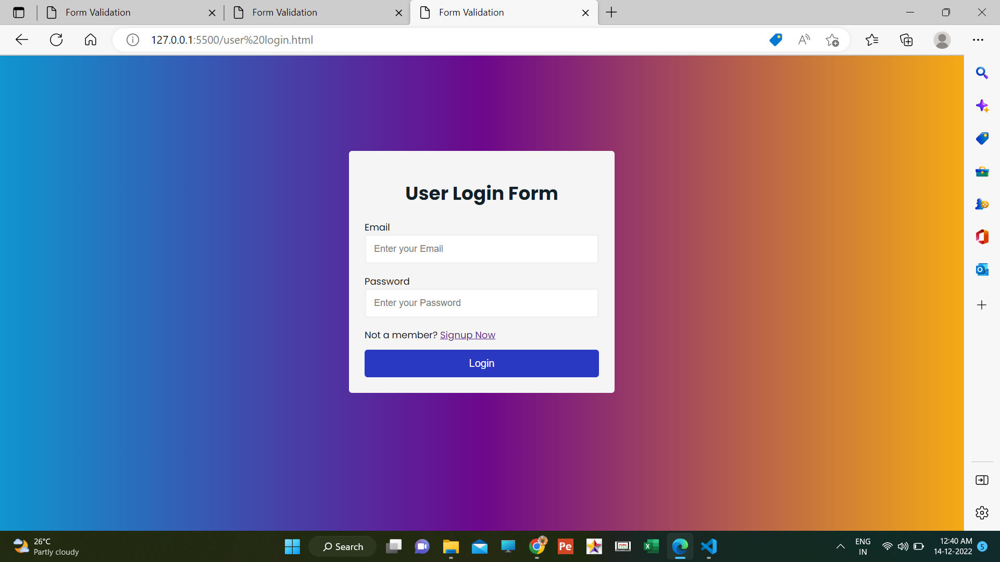 Form Validation
Form Validation
Form Validation
127.0.0.1:5500/user%20login.html
User Login Form
Email
Enter your Email
Password
Enter your Password
Not a member? Signup Now
Login
26°C
Partly cloudy
Search
Pe
ENG
IN
12:40 AM
14-12-2022
5